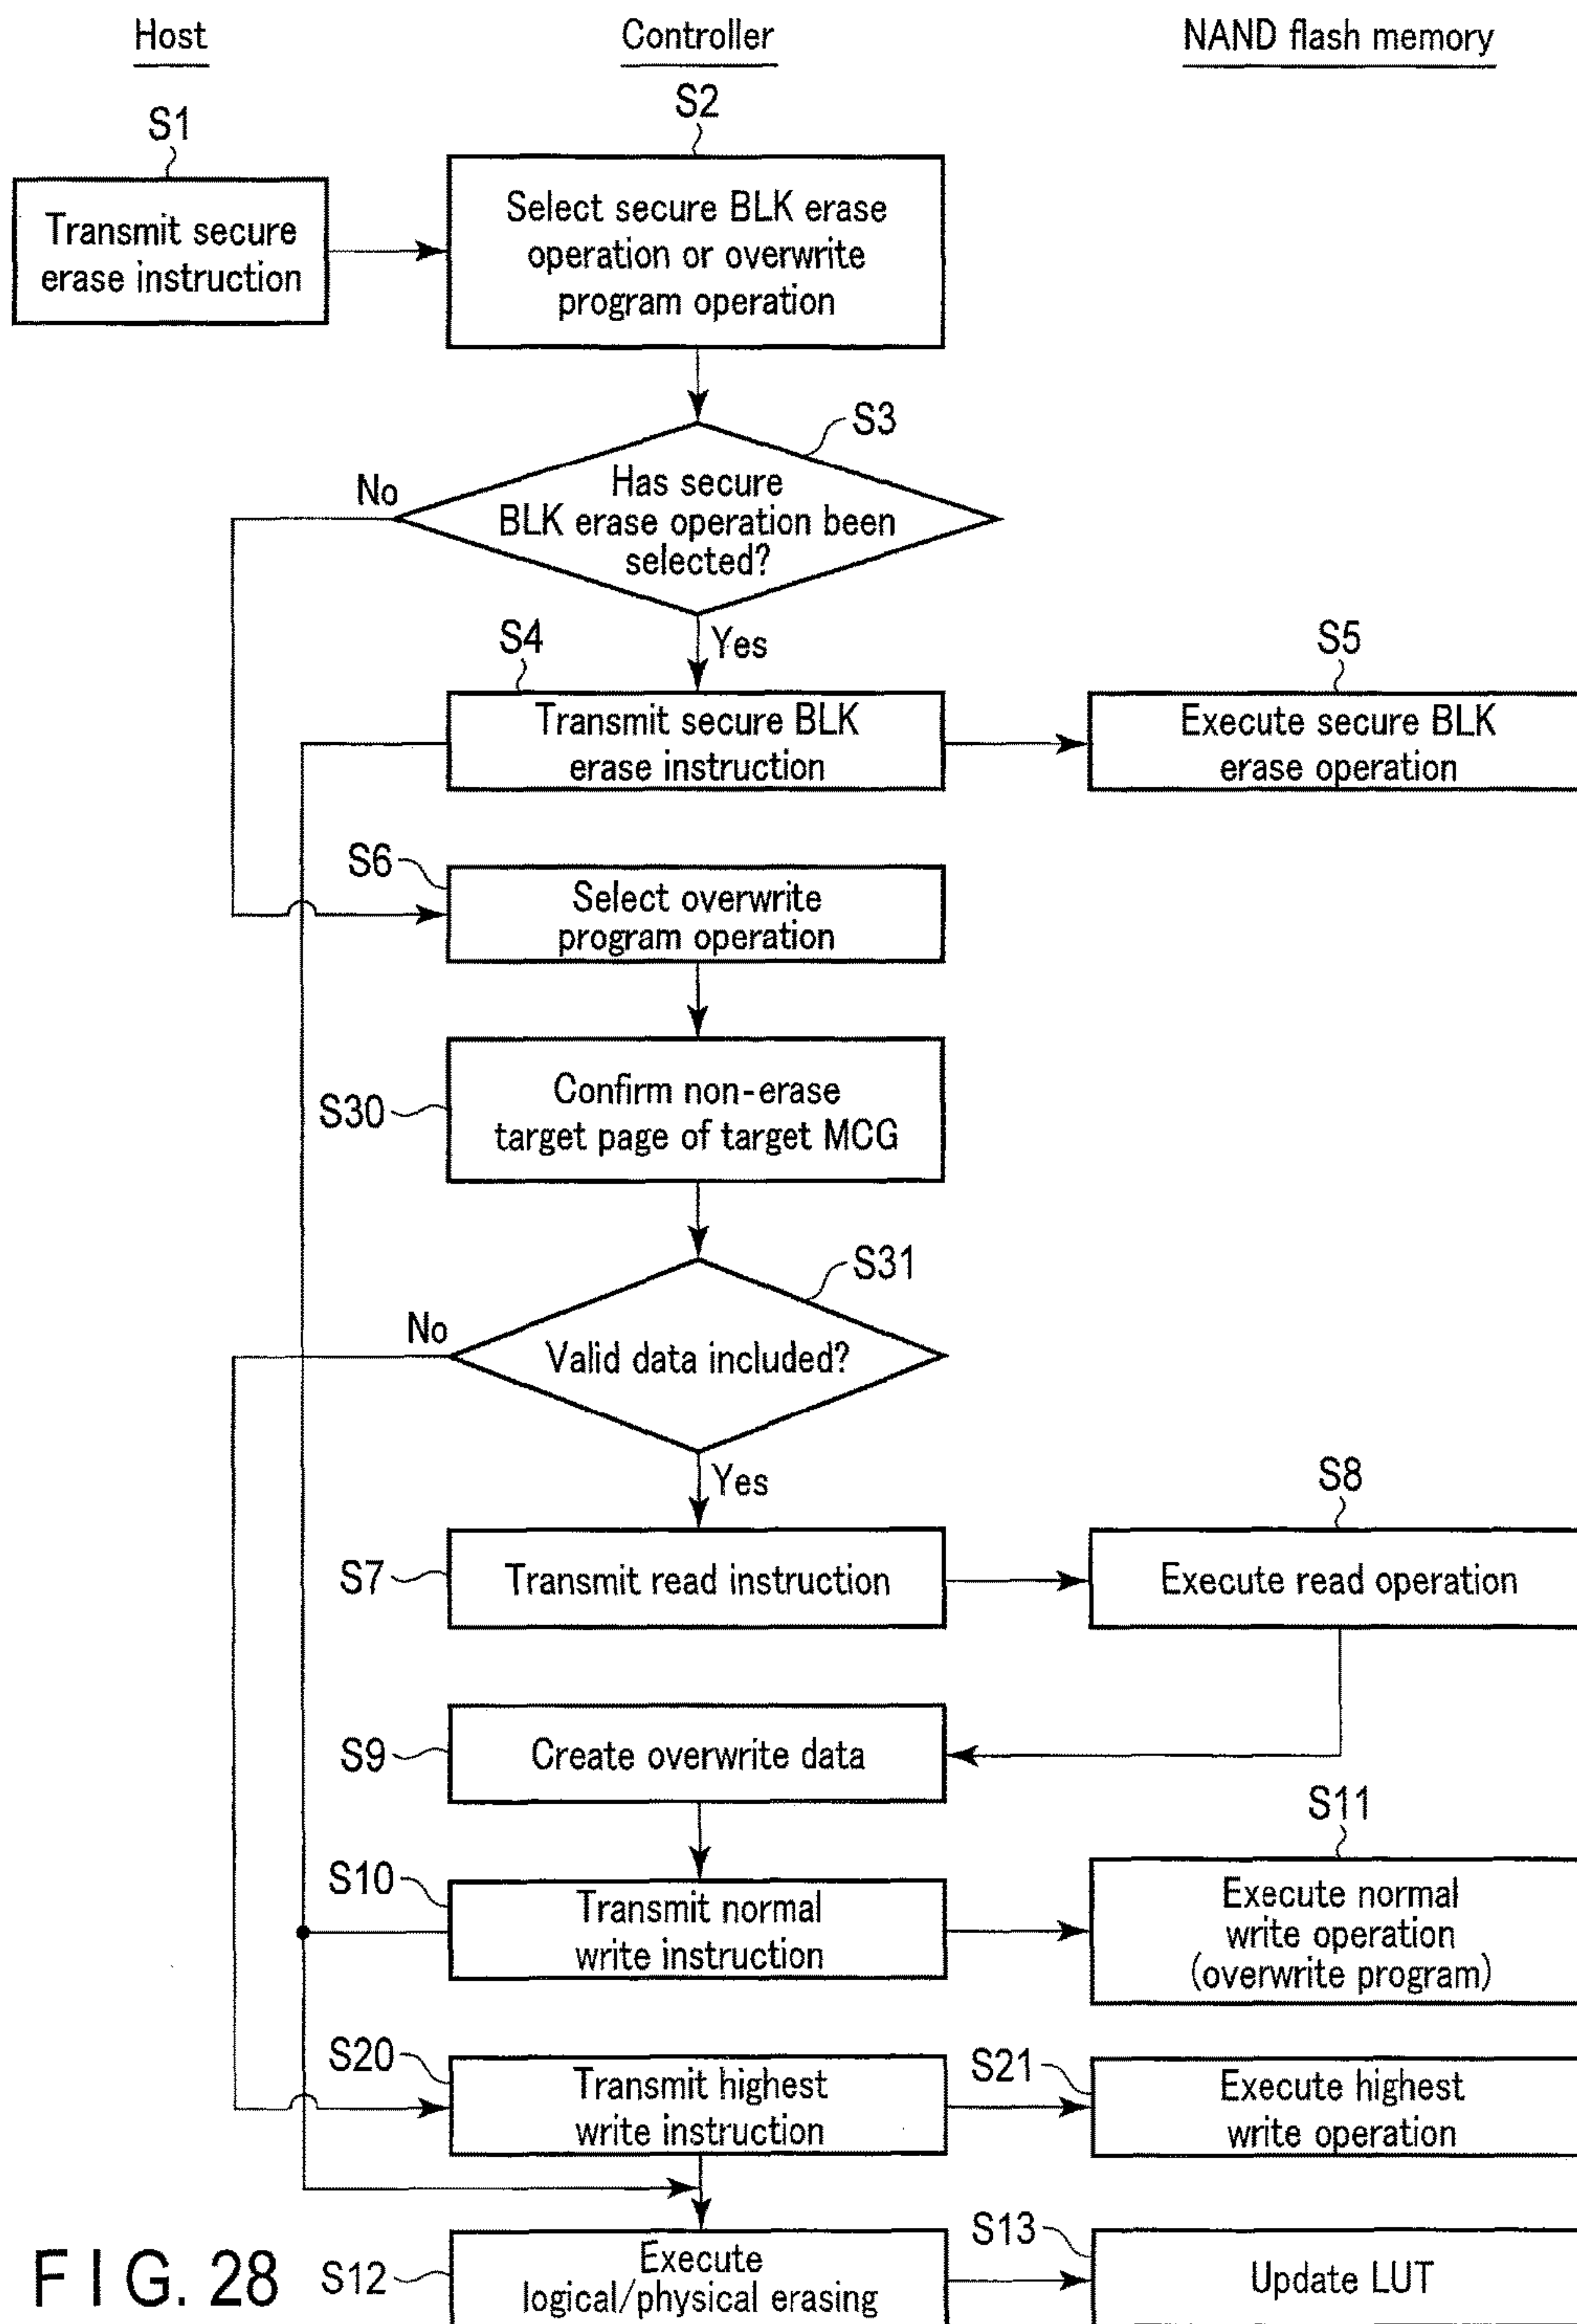 Host
Controller
NAND flash memory
S1
S2
Transmit secure
erase instruction
Select secure BLK erase
operation or overwrite
program operation
S3
No
Has secure
BLK erase operation been
selected?
Yes
S4
S5
Transmit secure BLK
erase instruction
Execute secure BLK
erase operation
S6
Select overwrite
program operation
S30
Confirm non-erase
target page of target MCG
S31
No
Valid data included?
Yes
S8
S7
Transmit read instruction
Execute read operation
S9
Create overwrite data
S11
S10
Transmit normal
write instruction
Execute normal
write operation
(overwrite program)
S20
Transmit highest
write instruction
S21
Execute highest
write operation
S13
FIG. 28
S12
Execute
logical/physical erasing
Update LUT